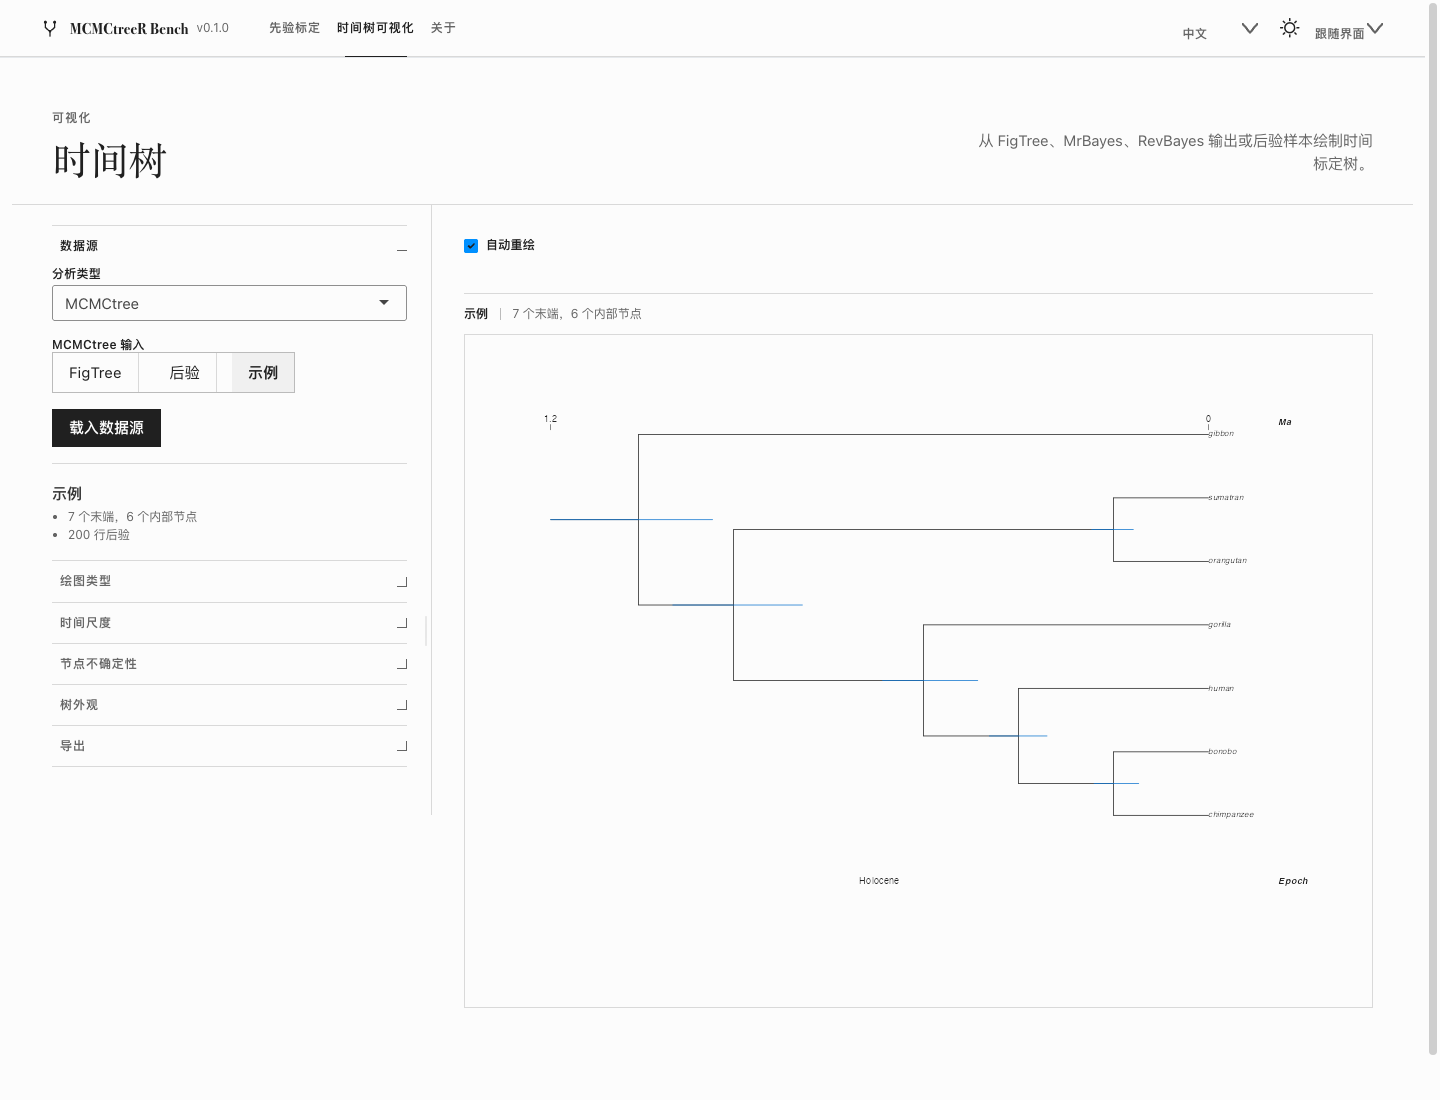 MCMCtreeR Bench v0.1.0 先验标定 时间树可视化 关于 中文 跟随界面
可视化
时间树
从 FigTree、MrBayes、RevBayes 输出或后验样本绘制时间
标定树。
数据源
分析类型
MCMCtree
MCMCtree 输入
FigTree 后验 示例
载入数据源
示例
7 个末端，6 个内部节点
200 行后验
绘图类型
时间尺度
节点不确定性
树外观
导出
自动重绘
示例 7 个末端，6 个内部节点
1.2 0 Ma
gibbon
sumatran
orangutan
gorilla
human
bonobo
chimpanzee
Holocene Epoch